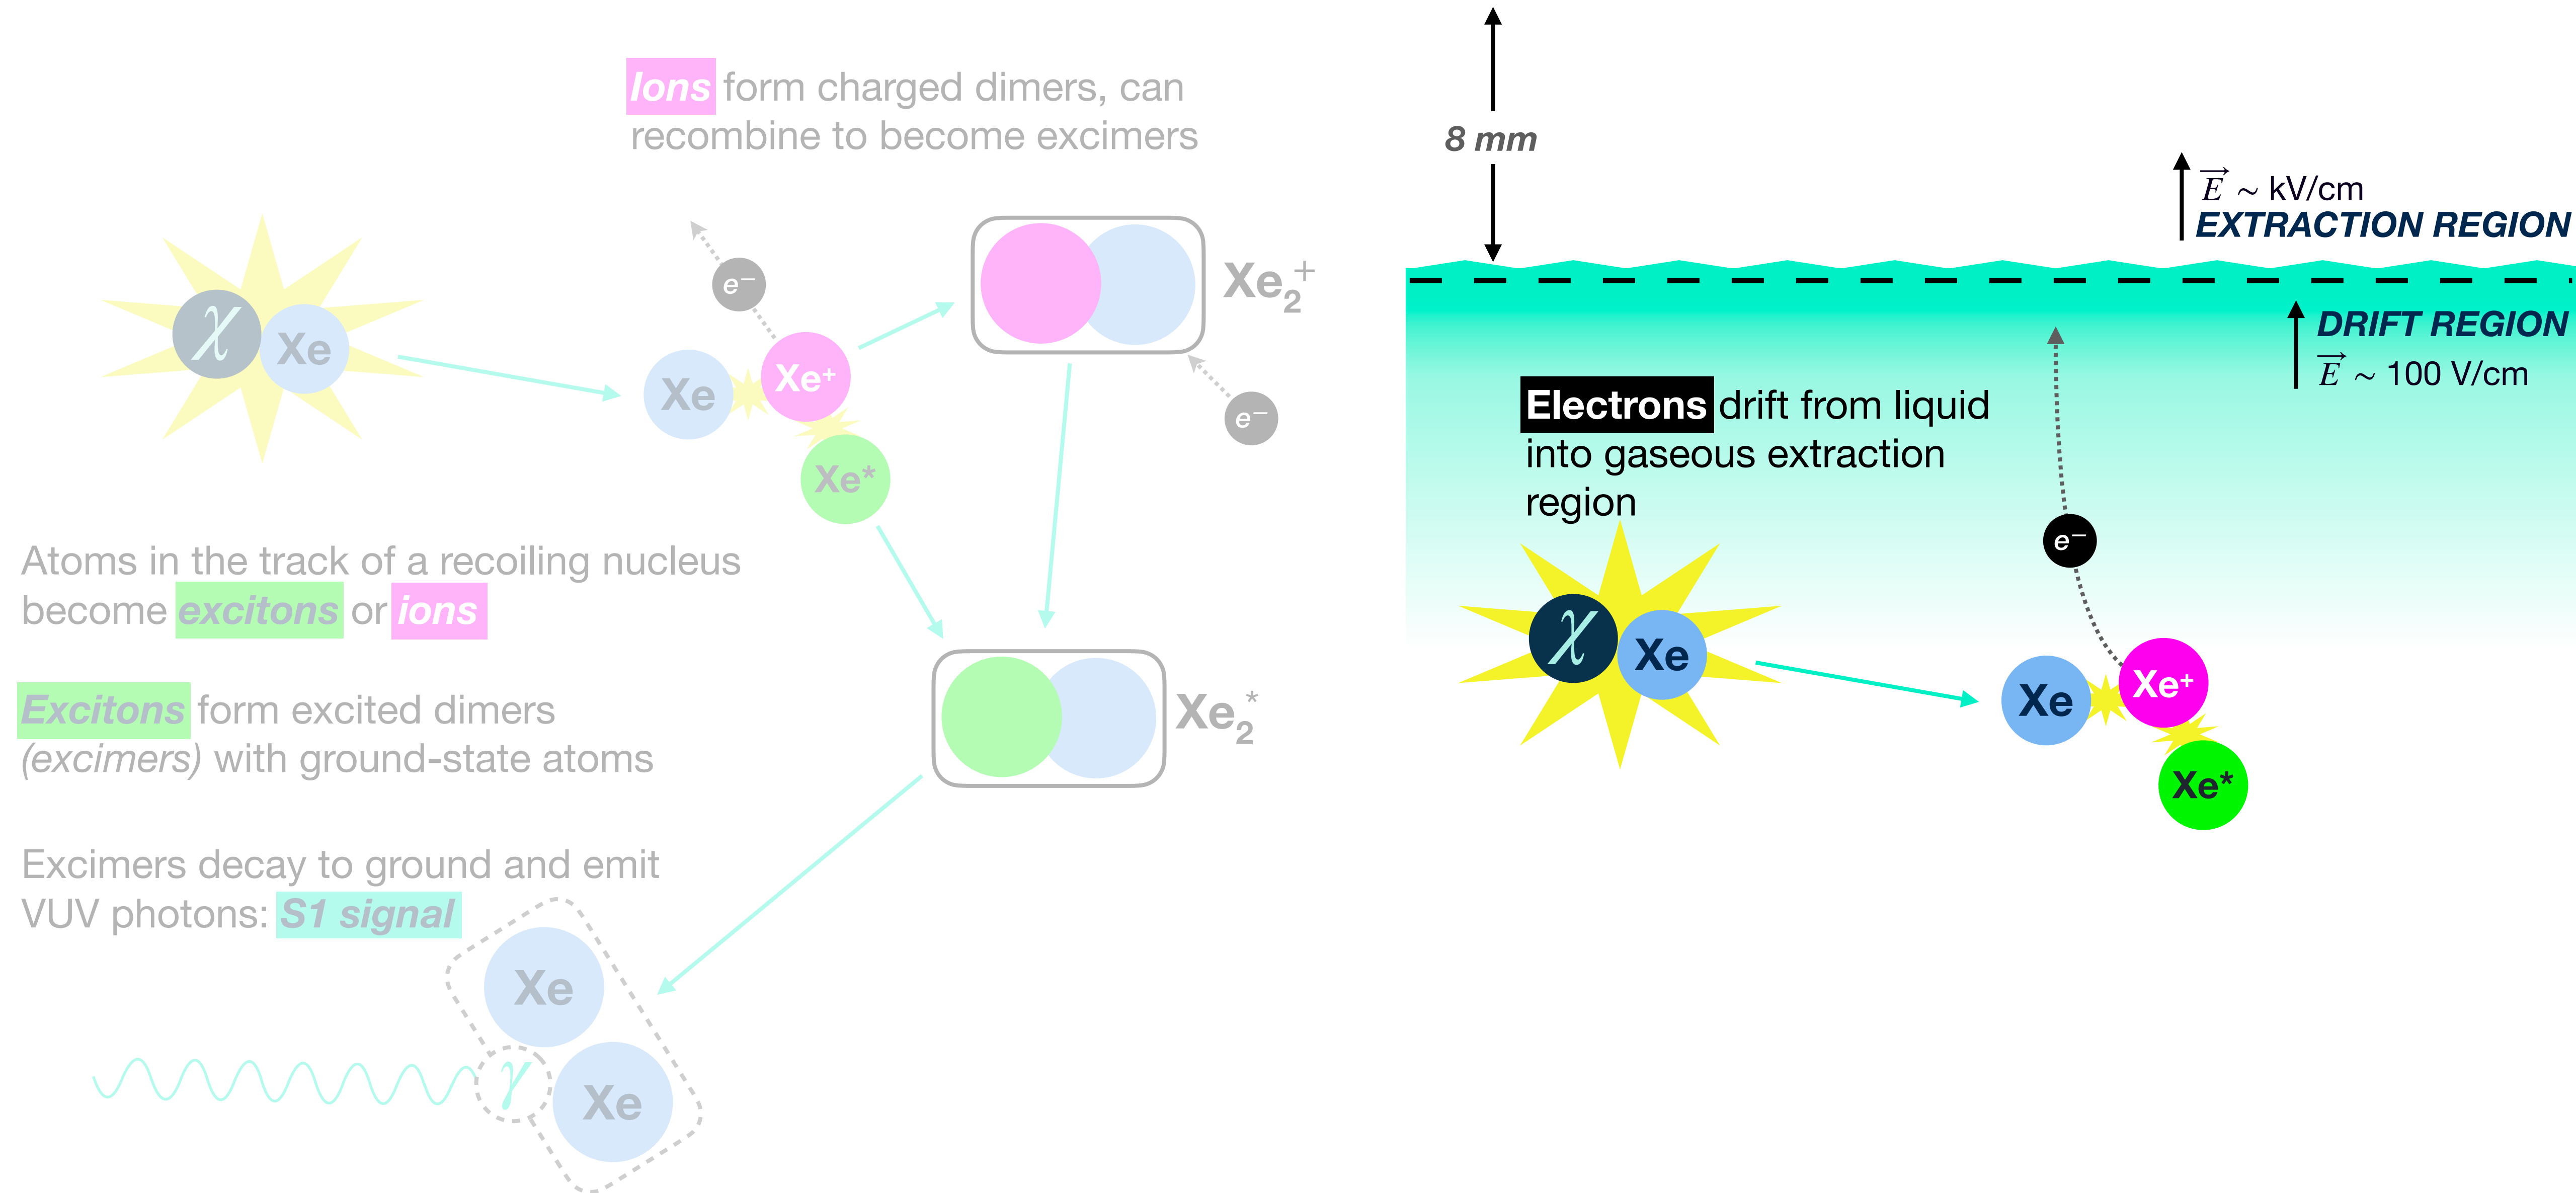 Ions form charged dimers, can
recombine to become excimers
e−
Xe₂⁺
χ
Xe
Xe
Xe⁺
e−
Xe*
Atoms in the track of a recoiling nucleus
become excitons or ions
Excitons form excited dimers
(excimers) with ground-state atoms
Xe₂*
Excimers decay to ground and emit
VUV photons: S1 signal
Xe
γ
Xe
8 mm
E⃗ ~ kV/cm
EXTRACTION REGION
DRIFT REGION
E⃗ ~ 100 V/cm
Electrons drift from liquid
into gaseous extraction
region
e−
χ
Xe
Xe
Xe⁺
Xe*